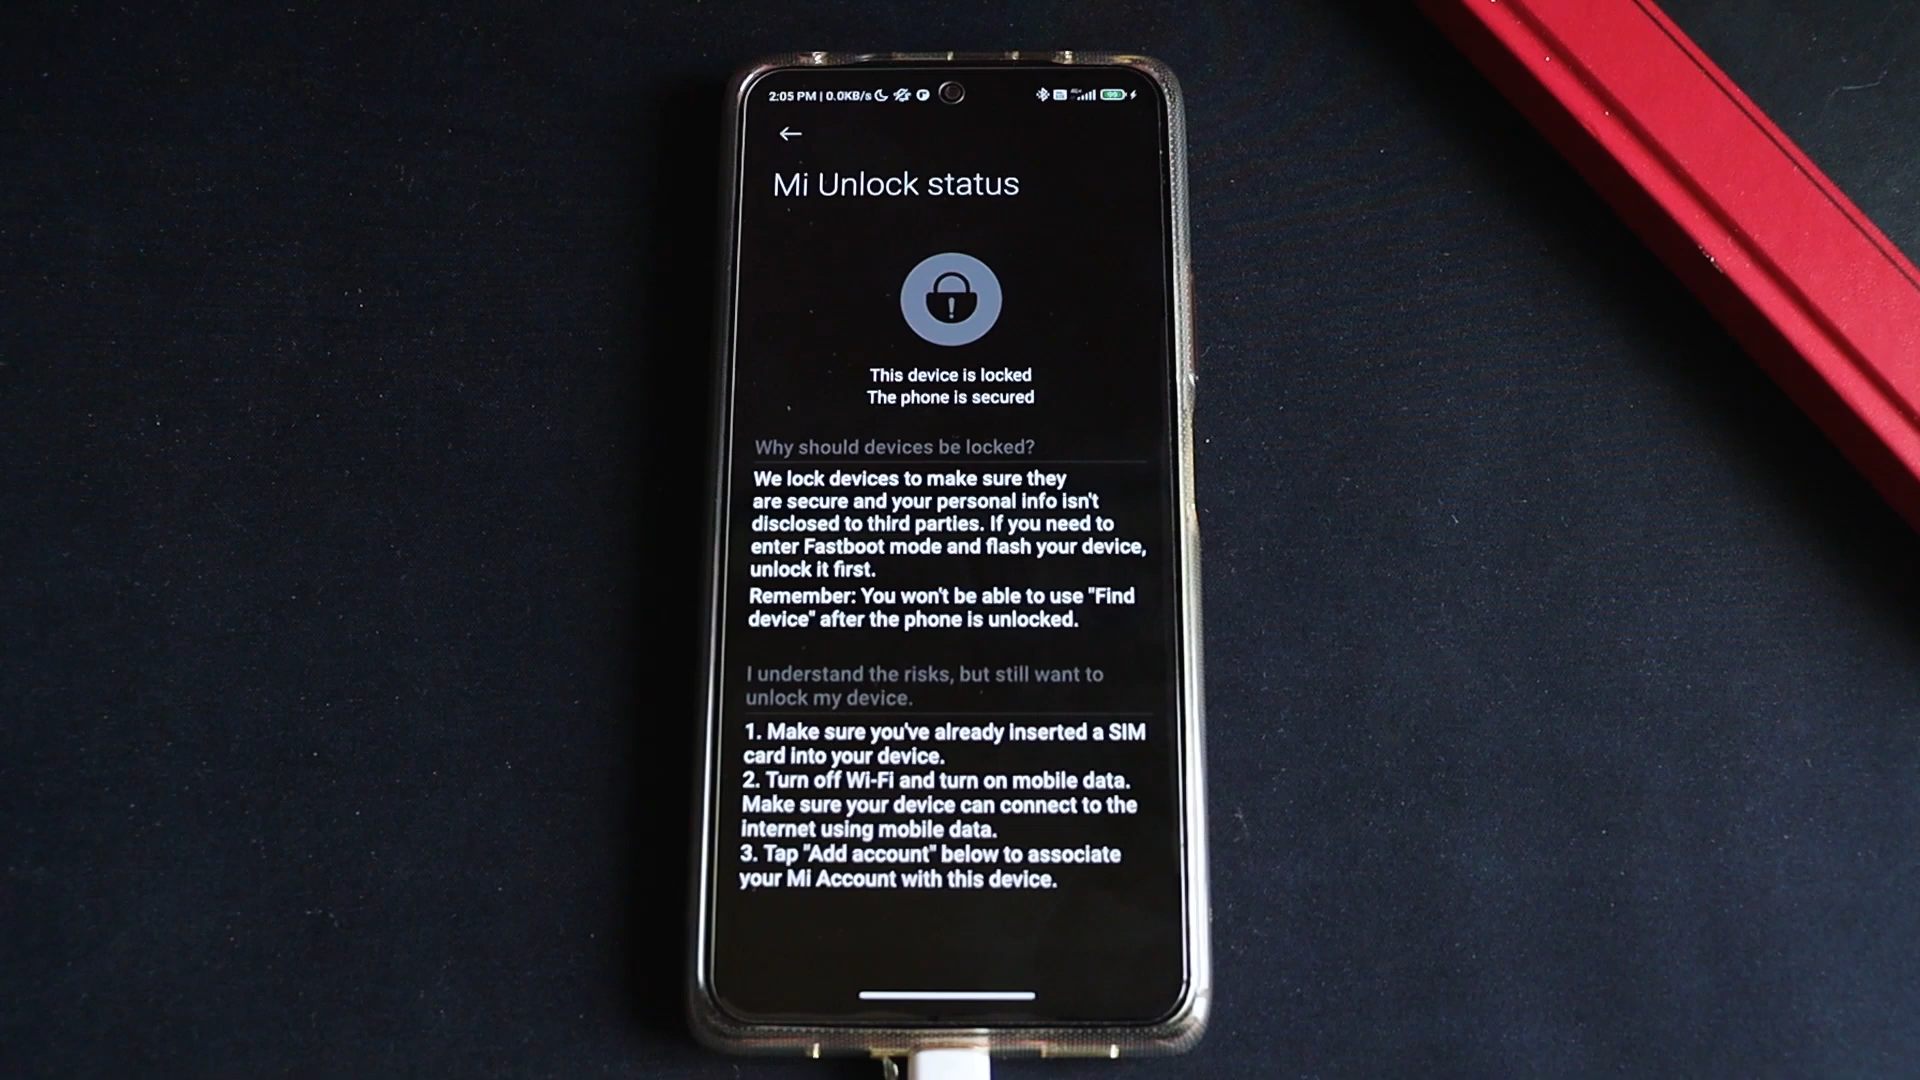 2:05 PM | 0.0KB/s
99
Mi Unlock status
This device is locked
The phone is secured
Why should devices be locked?
We lock devices to make sure they
are secure and your personal info isn't
disclosed to third parties. If you need to
enter Fastboot mode and flash your device,
unlock it first.
Remember: You won't be able to use "Find
device" after the phone is unlocked.
I understand the risks, but still want to
unlock my device.
1. Make sure you've already inserted a SIM
card into your device.
2. Turn off Wi-Fi and turn on mobile data.
Make sure your device can connect to the
internet using mobile data.
3. Tap "Add account" below to associate
your Mi Account with this device.